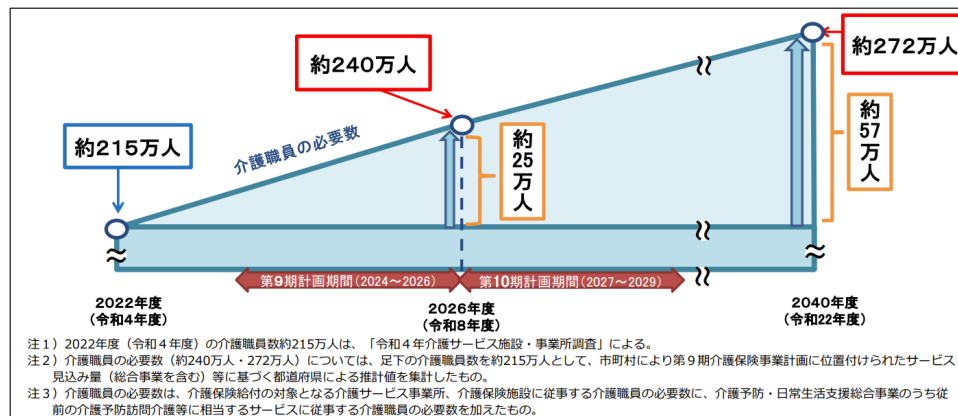 約272万人
約240万人
介護職員の必要数
約215万人
約25万人
約57万人
第9期計画期間(2024~2026)
第10期計画期間(2027~2029)
2022年度
(令和4年度)
2026年度
(令和8年度)
2040年度
(令和22年度)
注1)2022年度(令和4年度)の介護職員数約215万人は、「令和4年介護サービス施設・事業所調査」による。
注2)介護職員の必要数(約240万人・272万人)については、足下の介護職員数を約215万人として、市町村により第9期介護保険事業計画に位置付けられたサービス
見込み量(総合事業を含む)等に基づく都道府県による推計値を集計したもの。
注3)介護職員の必要数は、介護保険給付の対象となる介護サービス事業所、介護保険施設に従事する介護職員の必要数に、介護予防・日常生活支援総合事業のうち従
前の介護予防訪問介護等に相当するサービスに従事する介護職員の必要数を加えたもの。